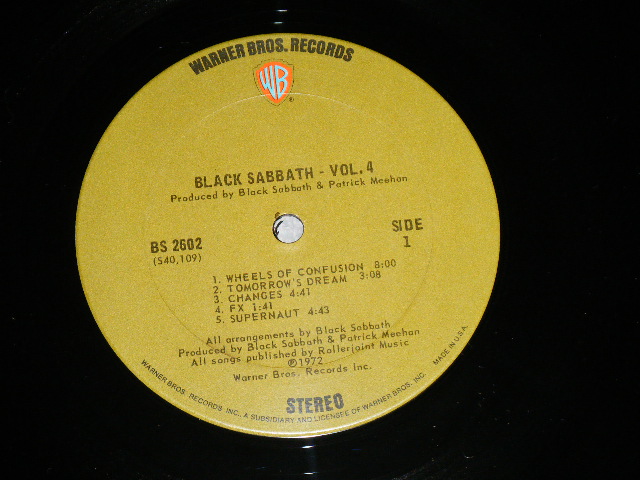 WARNER BROS. RECORDS
WB
®
BLACK SABBATH - VOL. 4
Produced by Black Sabbath & Patrick Meehan
BS 2602
(S40,109)
SIDE
1
1. WHEELS OF CONFUSION 8:00
2. TOMORROW'S DREAM 3:08
3. CHANGES 4:41
4. FX 1:41
5. SUPERNAUT 4:43
All arrangements by Black Sabbath
Produced by Black Sabbath & Patrick Meehan
All songs published by Rollerjoint Music
℗1972
Warner Bros. Records Inc.
STEREO
WARNER BROS. RECORDS INC., A SUBSIDIARY AND LICENSEE OF WARNER BROS. INC. MADE IN U.S.A.